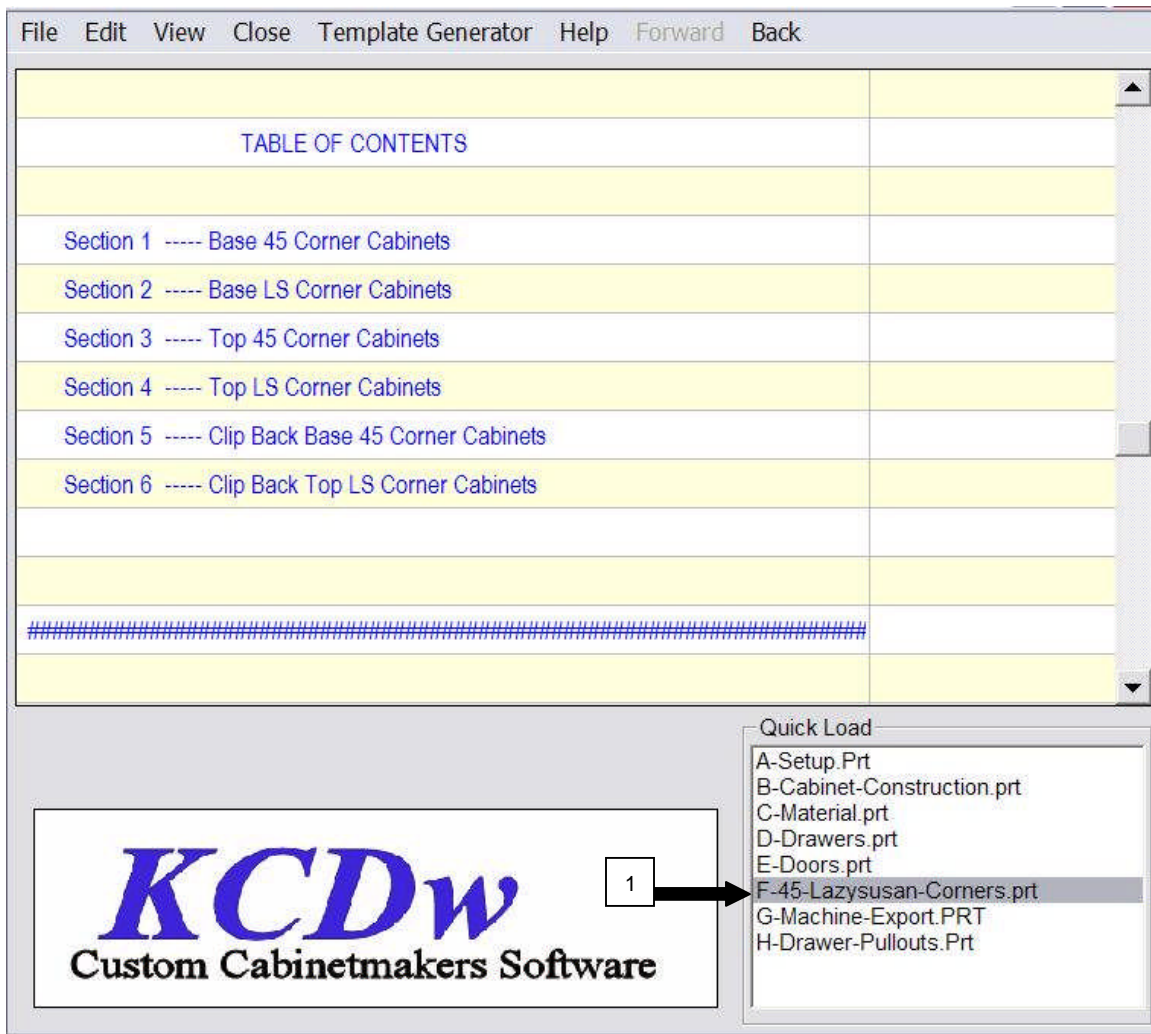 File Edit View Close Template Generator Help Forward Back
TABLE OF CONTENTS
Section 1 ----- Base 45 Corner Cabinets
Section 2 ----- Base LS Corner Cabinets
Section 3 ----- Top 45 Corner Cabinets
Section 4 ----- Top LS Corner Cabinets
Section 5 ----- Clip Back Base 45 Corner Cabinets
Section 6 ----- Clip Back Top LS Corner Cabinets
##############################################################################
Quick Load
A-Setup.Prt
B-Cabinet-Construction.prt
C-Material.prt
D-Drawers.prt
E-Doors.prt
F-45-Lazysusan-Corners.prt
G-Machine-Export.PRT
H-Drawer-Pullouts.Prt
1
KCDw
Custom Cabinetmakers Software